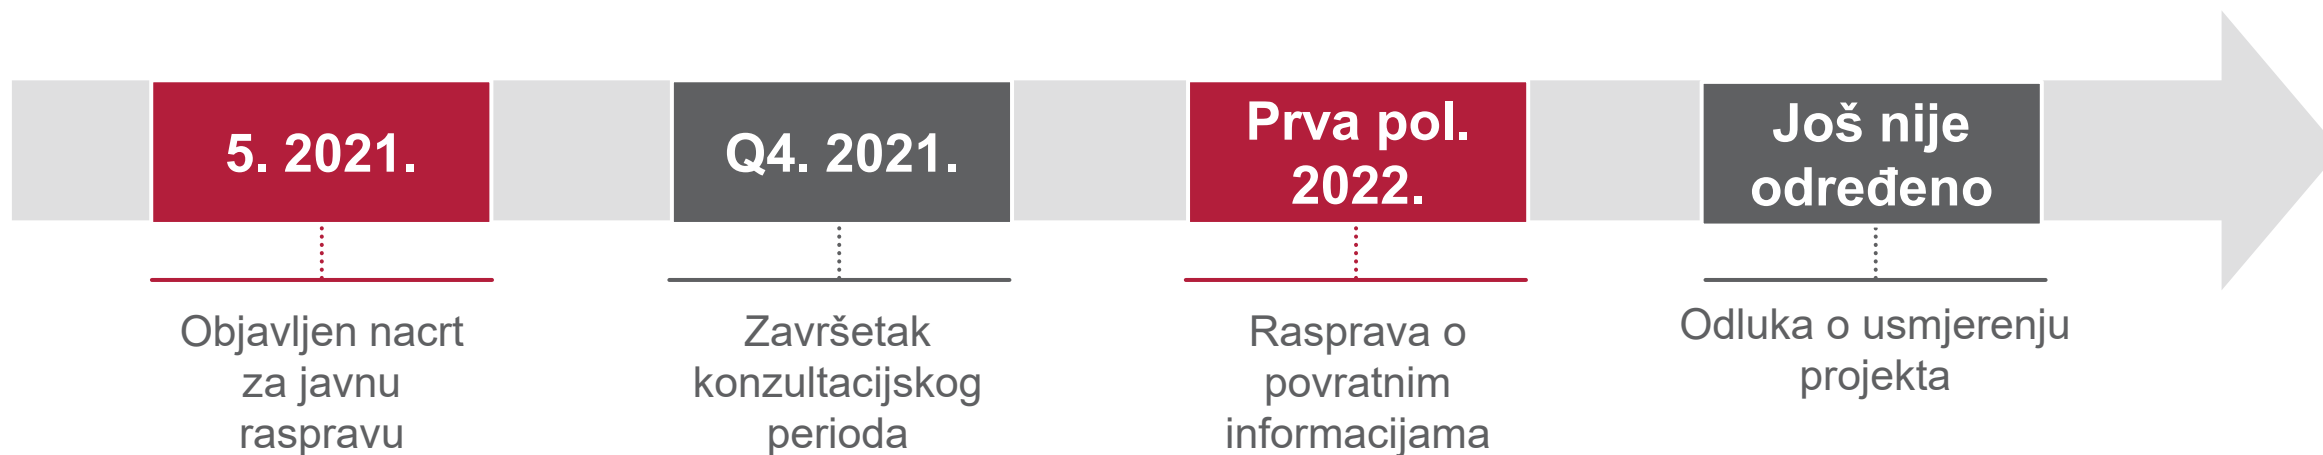 5. 2021.
Objavljen nacrt
za javnu
raspravu
Q4. 2021.
Završetak
konzultacijskog
perioda
Prva pol.
2022.
Rasprava o
povratnim
informacijama
Još nije
određeno
Odluka o usmjerenju
projekta